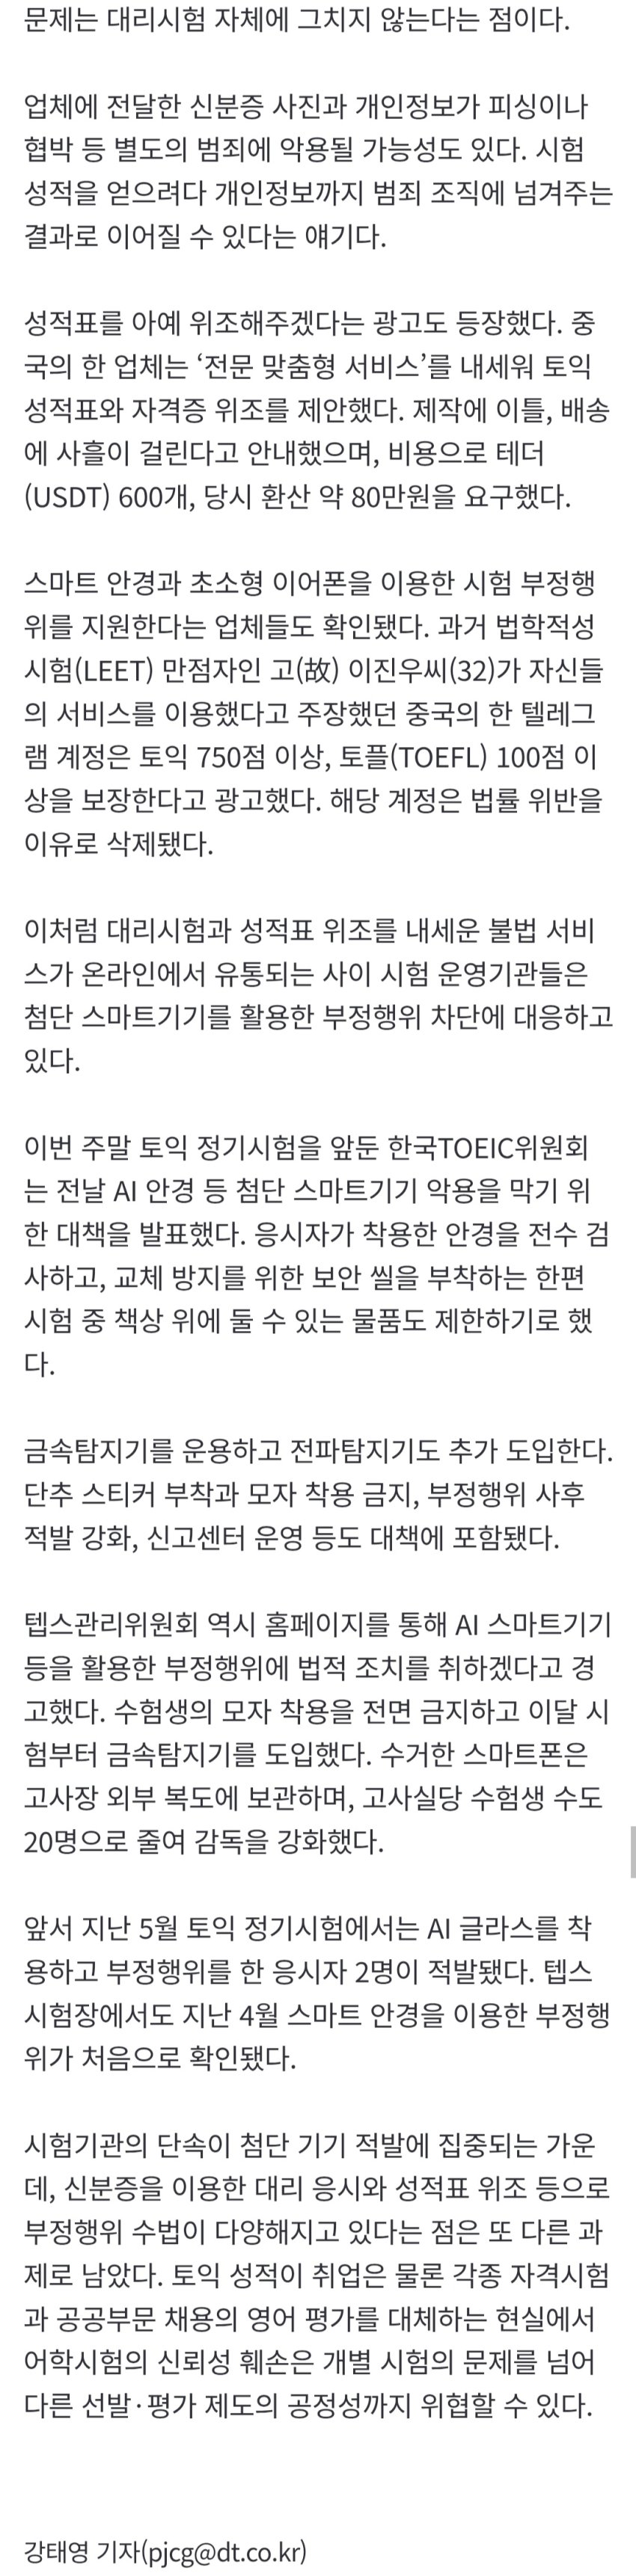 문제는 대리시험 자체에 그치지 않는다는 점이다.
업체에 전달한 신분증 사진과 개인정보가 피싱이나
협박 등 별도의 범죄에 악용될 가능성도 있다. 시험
성적을 얻으려다 개인정보까지 범죄 조직에 넘겨주는
결과로 이어질 수 있다는 얘기다.
성적표를 아예 위조해주겠다는 광고도 등장했다. 중
국의 한 업체는 ‘전문 맞춤형 서비스’를 내세워 토익
성적표와 자격증 위조를 제안했다. 제작에 이틀, 배송
에 사흘이 걸린다고 안내했으며, 비용으로 테더
(USDT) 600개, 당시 환산 약 80만원을 요구했다.
스마트 안경과 초소형 이어폰을 이용한 시험 부정행
위를 지원한다는 업체들도 확인됐다. 과거 법학적성
시험(LEET) 만점자인 고(故) 이진우씨(32)가 자신들
의 서비스를 이용했다고 주장했던 중국의 한 텔레그
램 계정은 토익 750점 이상, 토플(TOEFL) 100점 이
상을 보장한다고 광고했다. 해당 계정은 법률 위반을
이유로 삭제됐다.
이처럼 대리시험과 성적표 위조를 내세운 불법 서비
스가 온라인에서 유통되는 사이 시험 운영기관들은
첨단 스마트기기를 활용한 부정행위 차단에 대응하고
있다.
이번 주말 토익 정기시험을 앞둔 한국TOEIC위원회
는 전날 AI 안경 등 첨단 스마트기기 악용을 막기 위
한 대책을 발표했다. 응시자가 착용한 안경을 전수 검
사하고, 교체 방지를 위한 보안 씰을 부착하는 한편
시험 중 책상 위에 둘 수 있는 물품도 제한하기로 했
다.
금속탐지기를 운용하고 전파탐지기도 추가 도입한다.
단추 스티커 부착과 모자 착용 금지, 부정행위 사후
적발 강화, 신고센터 운영 등도 대책에 포함됐다.
텝스관리위원회 역시 홈페이지를 통해 AI 스마트기기
등을 활용한 부정행위에 법적 조치를 취하겠다고 경
고했다. 수험생의 모자 착용을 전면 금지하고 이달 시
험부터 금속탐지기를 도입했다. 수거한 스마트폰은
고사장 외부 복도에 보관하며, 고사실당 수험생 수도
20명으로 줄여 감독을 강화했다.
앞서 지난 5월 토익 정기시험에서는 AI 글라스를 착
용하고 부정행위를 한 응시자 2명이 적발됐다. 텝스
시험장에서도 지난 4월 스마트 안경을 이용한 부정행
위가 처음으로 확인됐다.
시험기관의 단속이 첨단 기기 적발에 집중되는 가운
데, 신분증을 이용한 대리 응시와 성적표 위조 등으로
부정행위 수법이 다양해지고 있다는 점은 또 다른 과
제로 남았다. 토익 성적이 취업은 물론 각종 자격시험
과 공공부문 채용의 영어 평가를 대체하는 현실에서
어학시험의 신뢰성 훼손은 개별 시험의 문제를 넘어
다른 선발·평가 제도의 공정성까지 위협할 수 있다.
강태영 기자(pjcg@dt.co.kr)